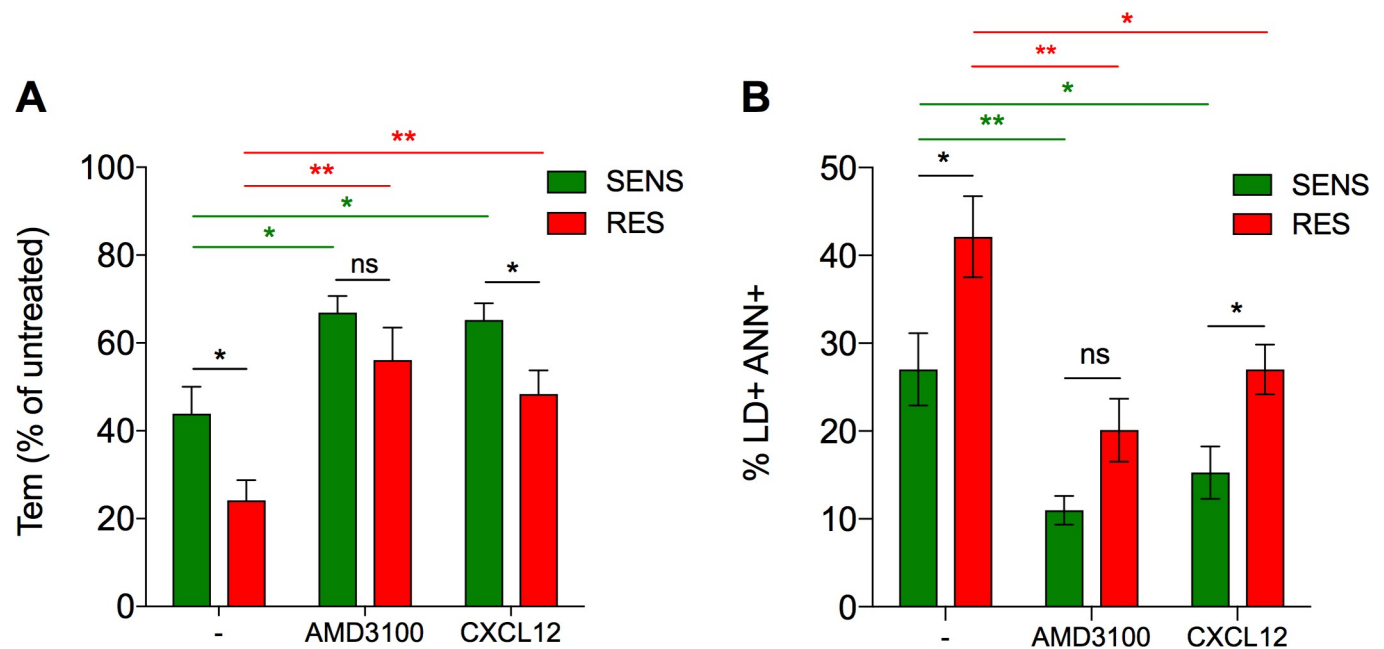 A
Tem (% of untreated)
100
80
60
40
20
0
**
**
*
*
*
ns
*
SENS
RES
-
AMD3100
CXCL12
B
% LD+ ANN+
50
40
30
20
10
0
*
**
*
**
*
ns
*
SENS
RES
-
AMD3100
CXCL12